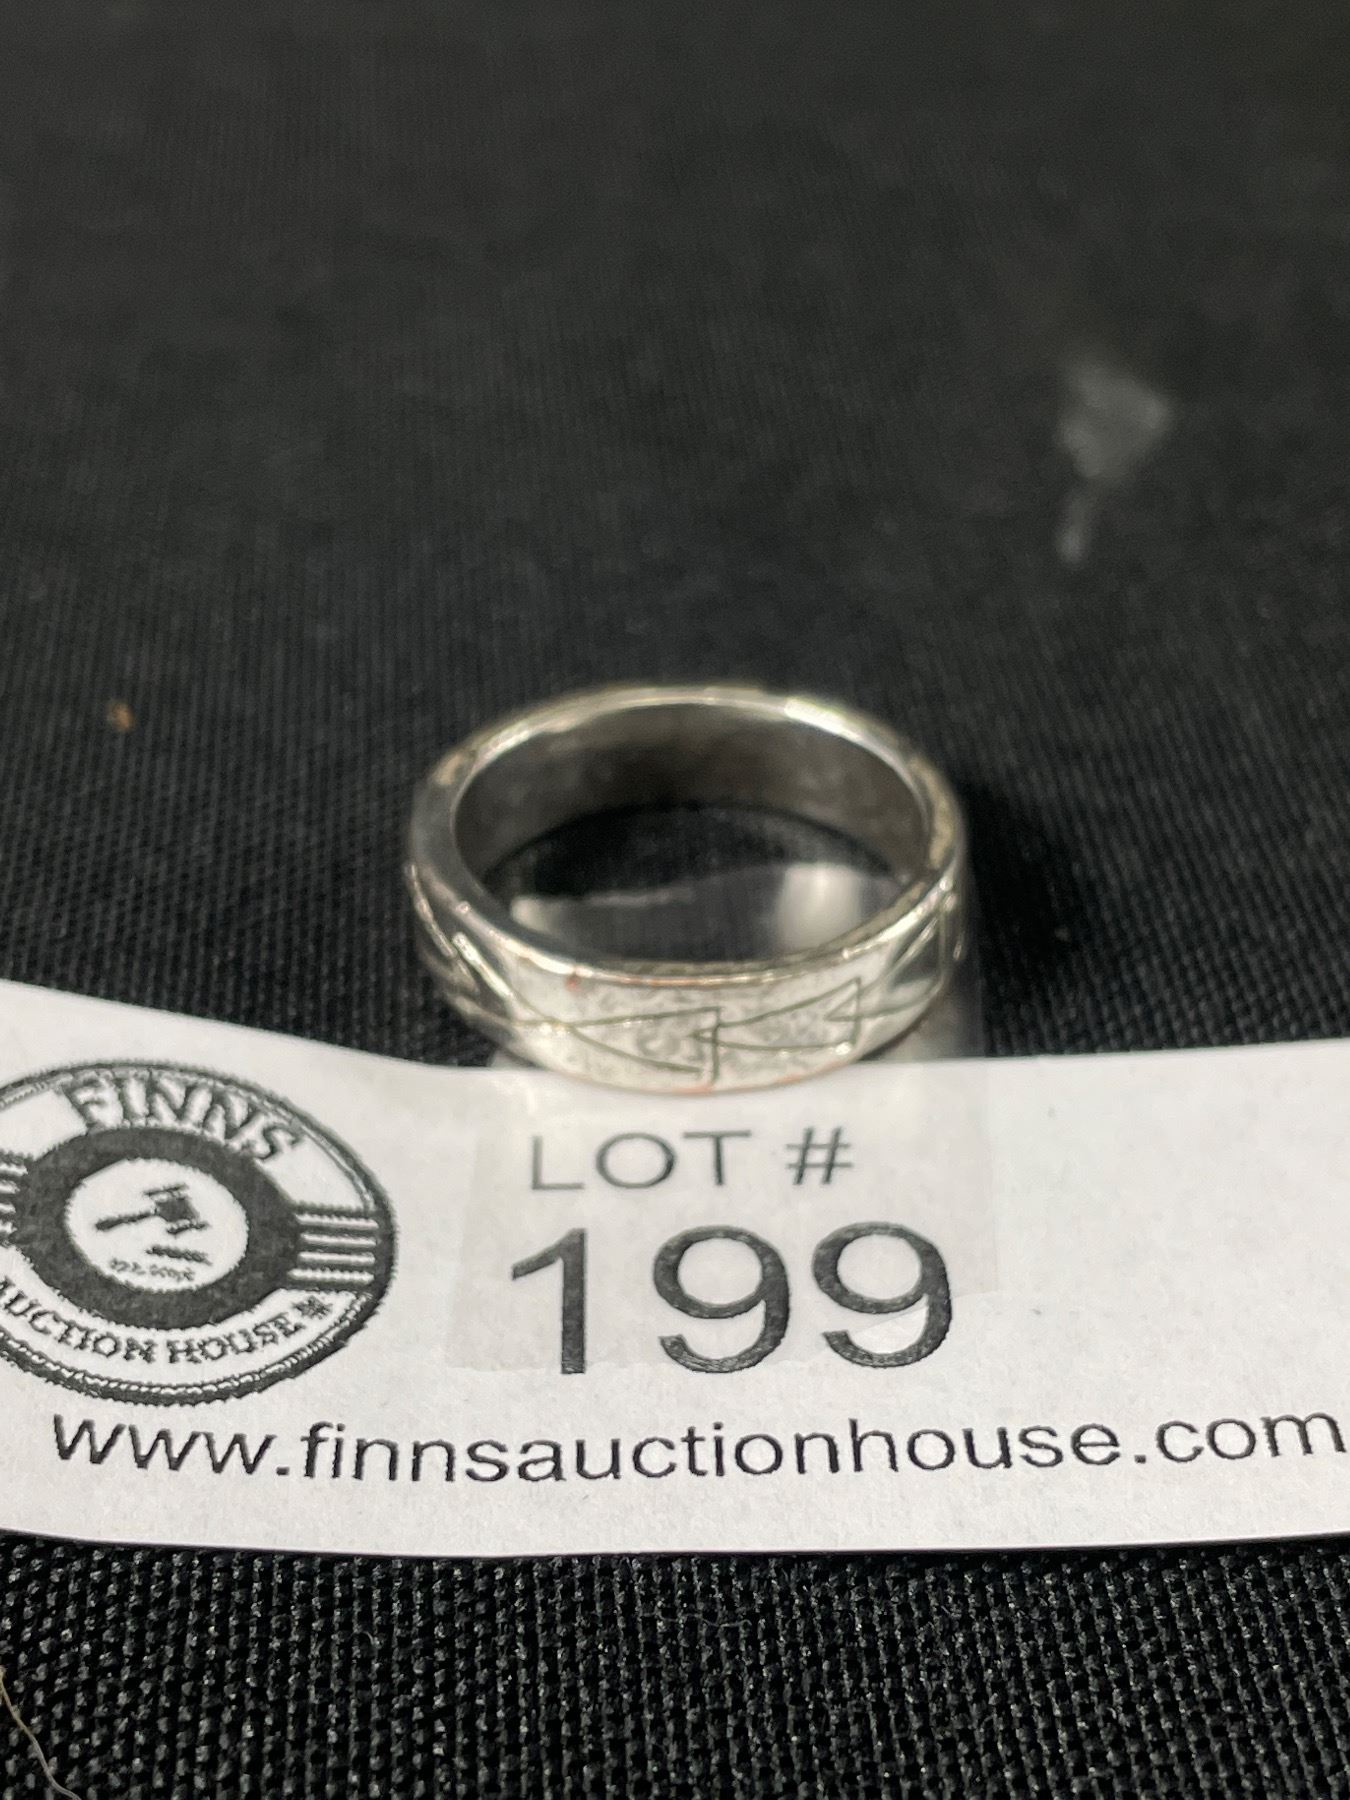 FINNS
AUCTION HOUSE
LOT #
199
www.finnsauctionhouse.com